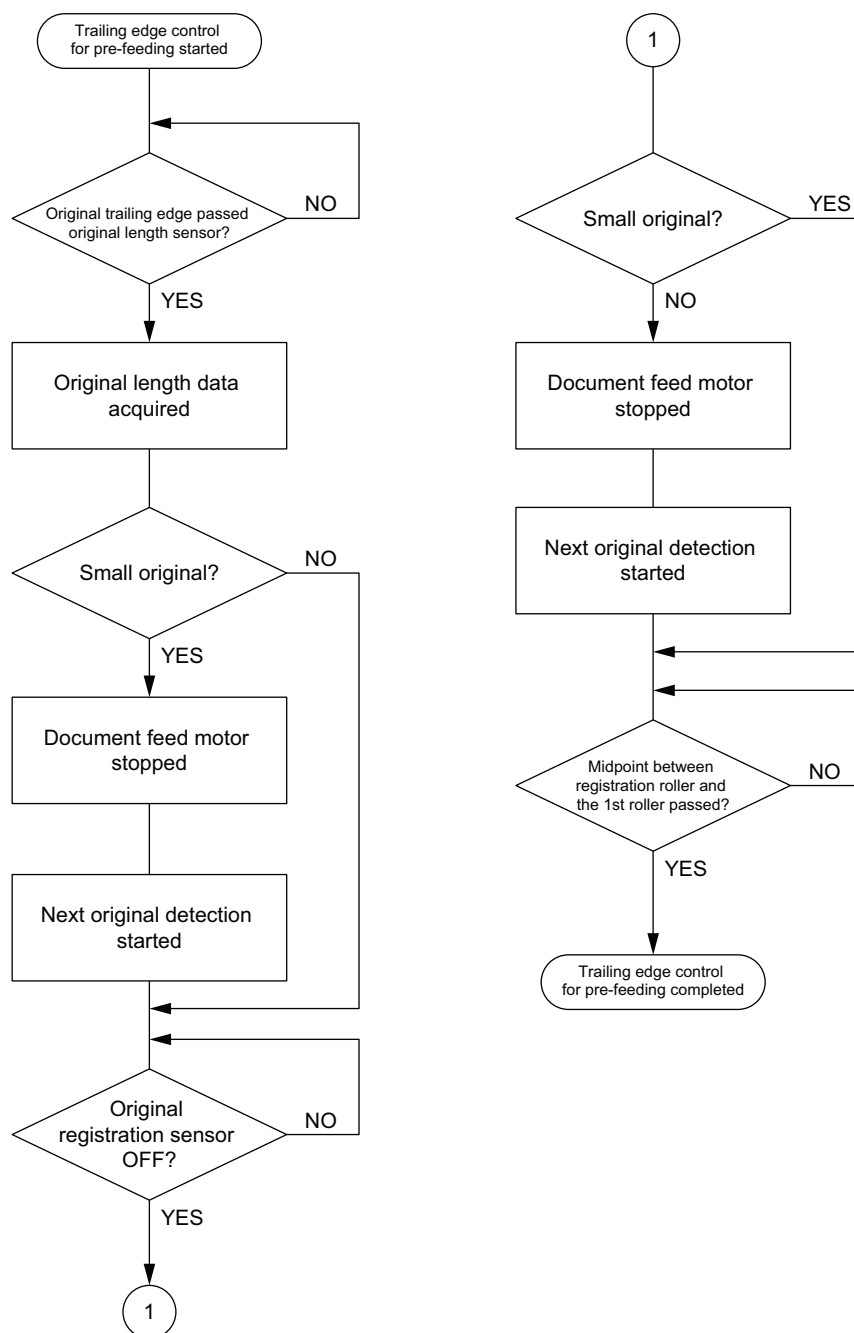 Trailing edge control
for pre-feeding started
Original trailing edge passed
original length sensor?
NO
YES
Original length data
acquired
Small original?
NO
YES
Document feed motor
stopped
Next original detection
started
Original
registration sensor
OFF?
NO
YES
1
1
Small original?
YES
NO
Document feed motor
stopped
Next original detection
started
Midpoint between
registration roller and
the 1st roller passed?
NO
YES
Trailing edge control
for pre-feeding completed